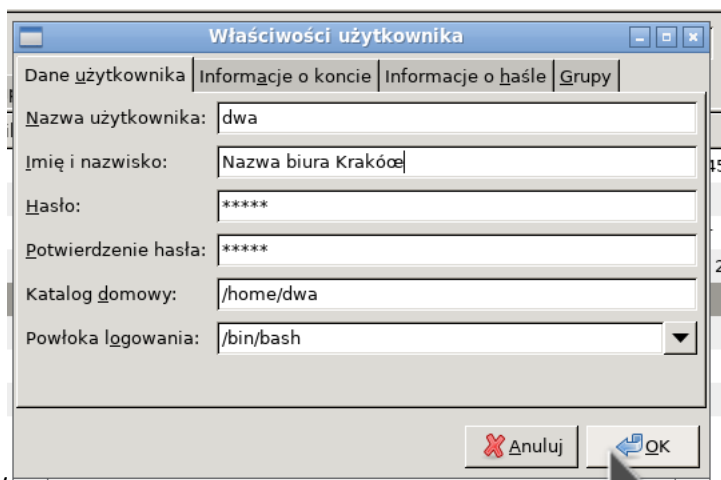 Właściwości użytkownika
Dane użytkownika Informacje o koncie Informacje o haśle Grupy
Nazwa użytkownika: dwa
Imię i nazwisko: Nazwa biura Krakóœ
Hasło: *****
Potwierdzenie hasła: *****
Katalog domowy: /home/dwa
Powłoka logowania: /bin/bash
Anuluj OK